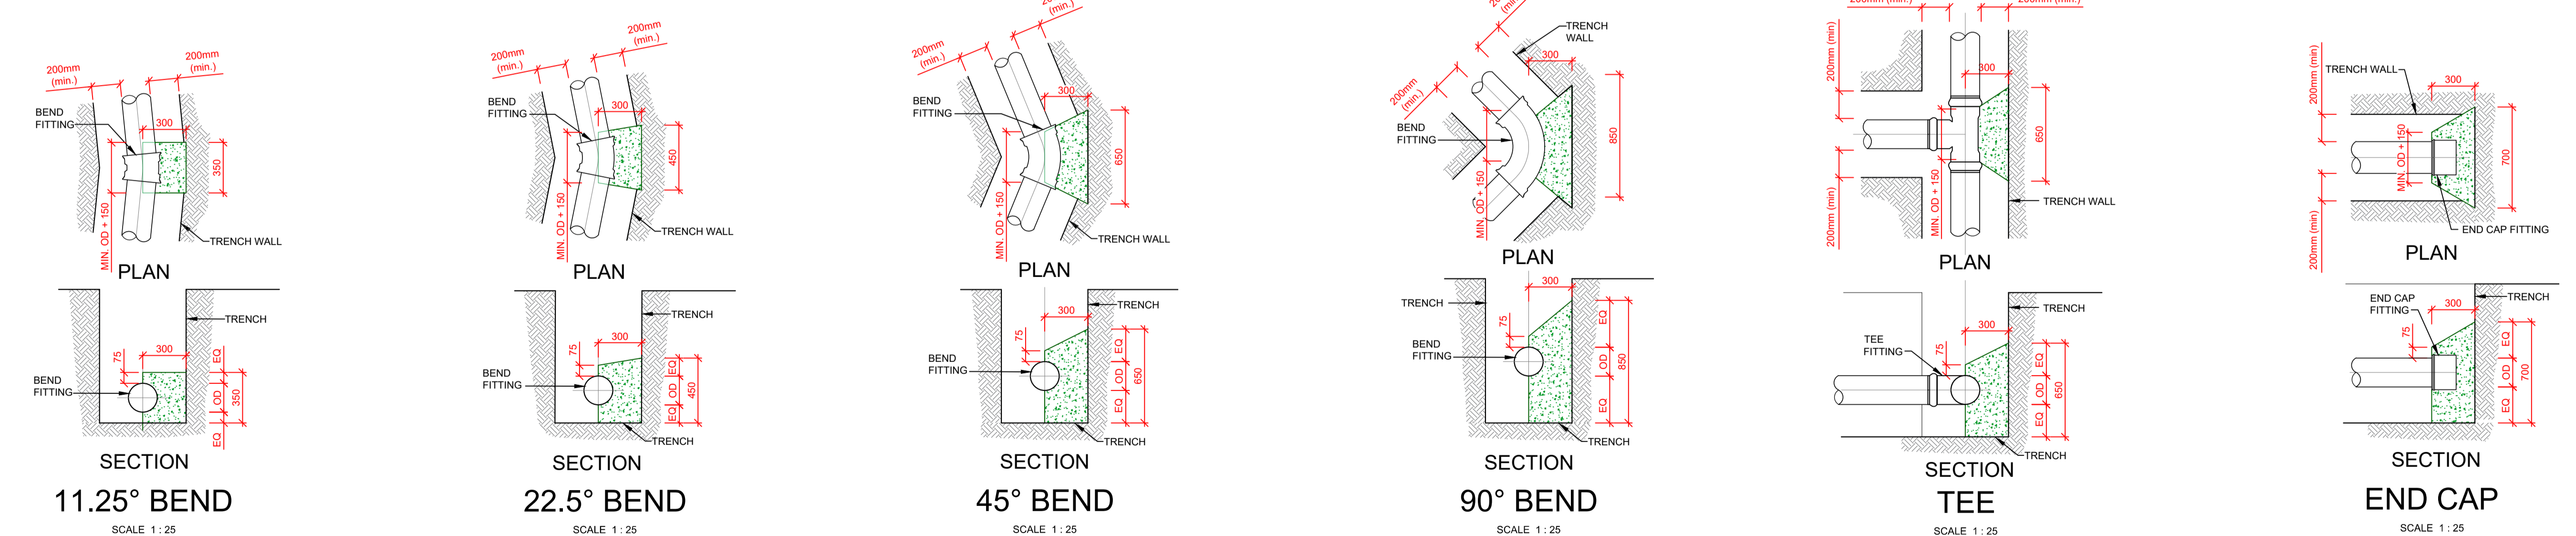 200mm
(min.)
200mm
(min.)
BEND
FITTING
300
350
MIN. OD + 150
TRENCH WALL
PLAN
TRENCH
75
300
BEND
FITTING
EQ
OD
EQ
350
SECTION
11.25° BEND
SCALE 1 : 25
200mm
(min.)
200mm
(min.)
BEND
FITTING
300
450
MIN. OD + 150
TRENCH WALL
PLAN
TRENCH
75
300
BEND
FITTING
EQ
OD
EQ
450
TRENCH
SECTION
22.5° BEND
SCALE 1 : 25
200mm
(min.)
(min.)
BEND
FITTING
300
650
MIN. OD + 150
TRENCH WALL
PLAN
TRENCH
300
75
BEND
FITTING
EQ
OD
EQ
650
TRENCH
SECTION
45° BEND
SCALE 1 : 25
TRENCH
WALL
200mm
(min.)
300
850
BEND
FITTING
MIN. OD + 150
PLAN
300
TRENCH
75
BEND
FITTING
EQ
OD
EQ
850
TRENCH
SECTION
90° BEND
SCALE 1 : 25
200mm (min.)
200mm (min.)
200mm (min)
300
650
MIN. OD + 150
200mm (min)
TRENCH WALL
PLAN
TRENCH
300
TEE
FITTING
75
EQ
OD
EQ
650
TRENCH
SECTION
TEE
SCALE 1 : 25
200mm (min)
TRENCH WALL
300
MIN. OD + 150
700
200mm (min)
END CAP FITTING
PLAN
END CAP
FITTING
300
TRENCH
75
EQ
OD
EQ
700
SECTION
END CAP
SCALE 1 : 25